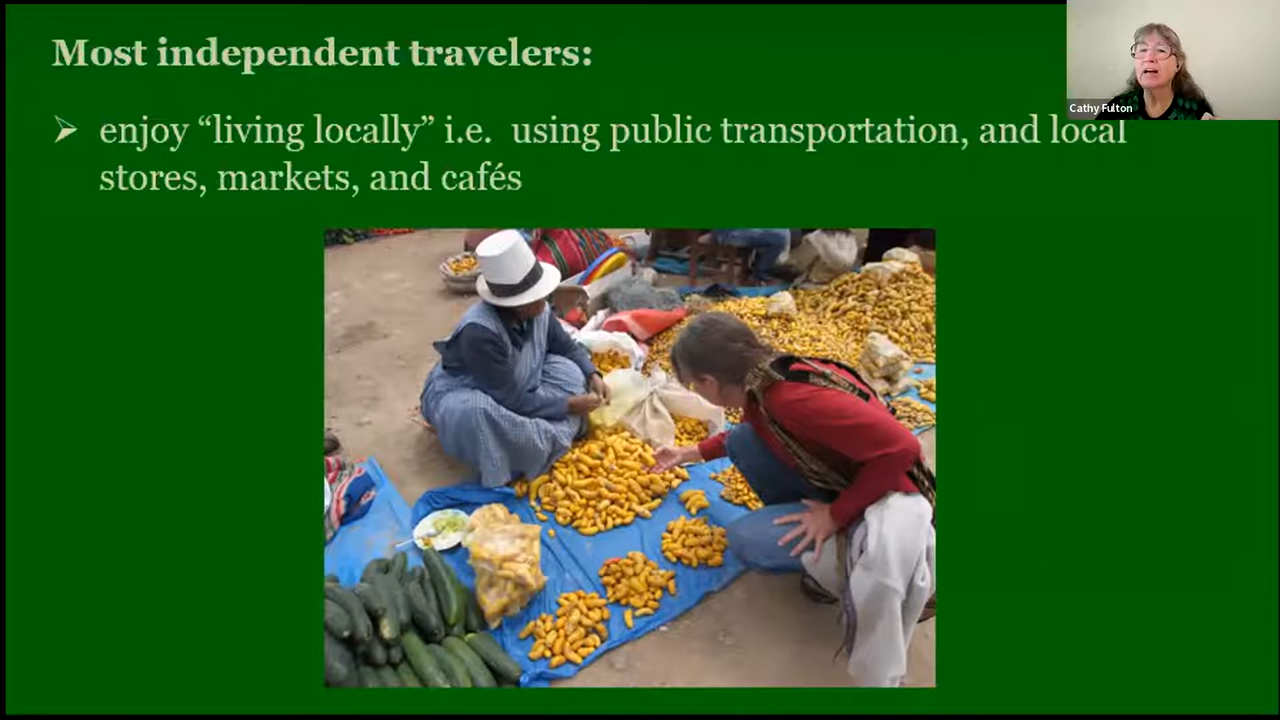 Most independent travelers:
Cathy Fulton
➢ enjoy “living locally” i.e. using public transportation, and local
stores, markets, and cafés